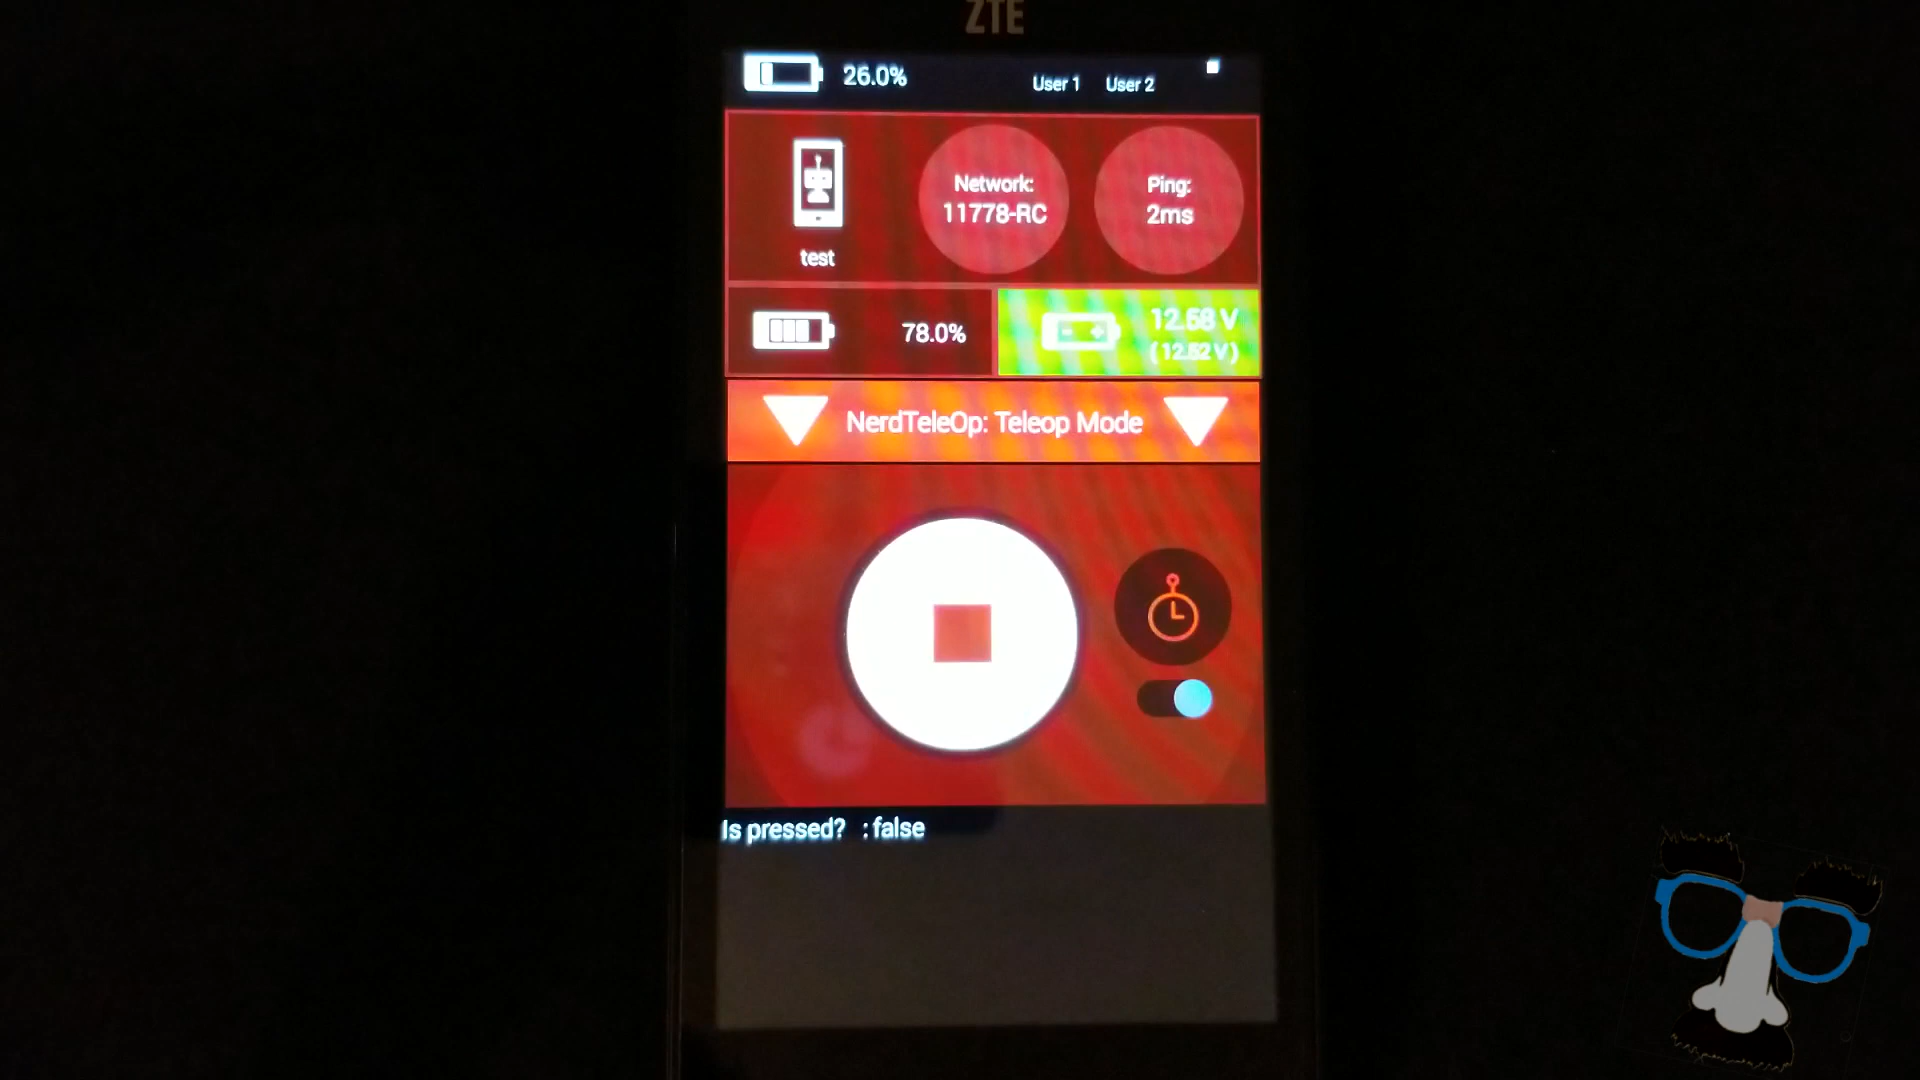 ZTE
26.0%
User 1 User 2
Network:
11778-RC
Ping:
2ms
test
78.0%
12.58 V
(12.52 V)
NerdTeleOp: Teleop Mode
Is pressed? : false